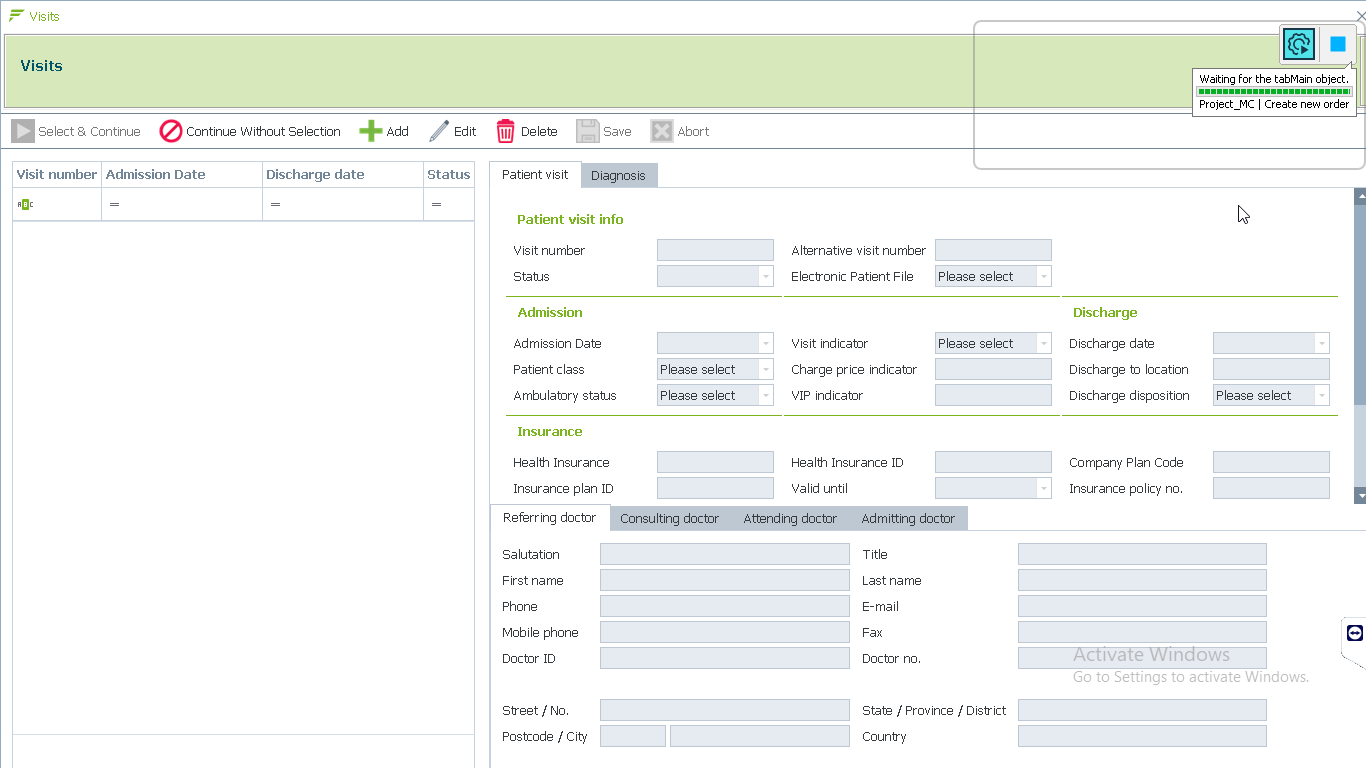 Visits
Visits
Waiting for the tabMain object.
Project_MC | Create new order
Select & Continue Continue Without Selection Add Edit Delete Save Abort
Visit number Admission Date Discharge date Status
ABC = = =
Patient visit Diagnosis
Patient visit info
Visit number Alternative visit number
Status Electronic Patient File Please select
Admission Discharge
Admission Date Visit indicator Please select Discharge date
Patient class Please select Charge price indicator Discharge to location
Ambulatory status Please select VIP indicator Discharge disposition Please select
Insurance
Health Insurance Health Insurance ID Company Plan Code
Insurance plan ID Valid until Insurance policy no.
Referring doctor Consulting doctor Attending doctor Admitting doctor
Salutation Title
First name Last name
Phone E-mail
Mobile phone Fax
Doctor ID Doctor no.
Activate Windows
Go to Settings to activate Windows.
Street / No. State / Province / District
Postcode / City Country